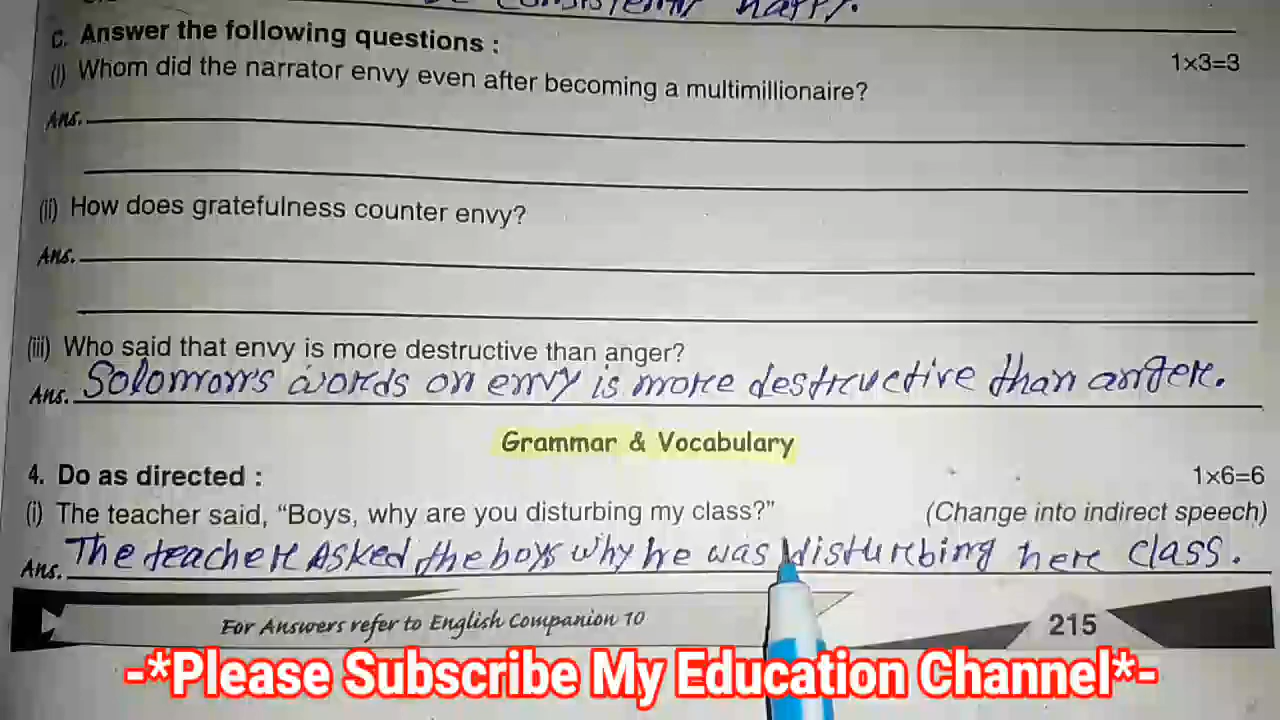 consistently happy.
C. Answer the following questions : 1×3=3
(i) Whom did the narrator envy even after becoming a multimillionaire?
Ans.
(ii) How does gratefulness counter envy?
Ans.
(iii) Who said that envy is more destructive than anger?
Ans. Solomon's words on envy is more destructive than anger.
Grammar & Vocabulary
4. Do as directed : 1×6=6
(i) The teacher said, “Boys, why are you disturbing my class?” (Change into indirect speech)
Ans. The teacher Asked the boys why he was disturbing here class.
For Answers refer to English Companion 10 215
-*Please Subscribe My Education Channel*-